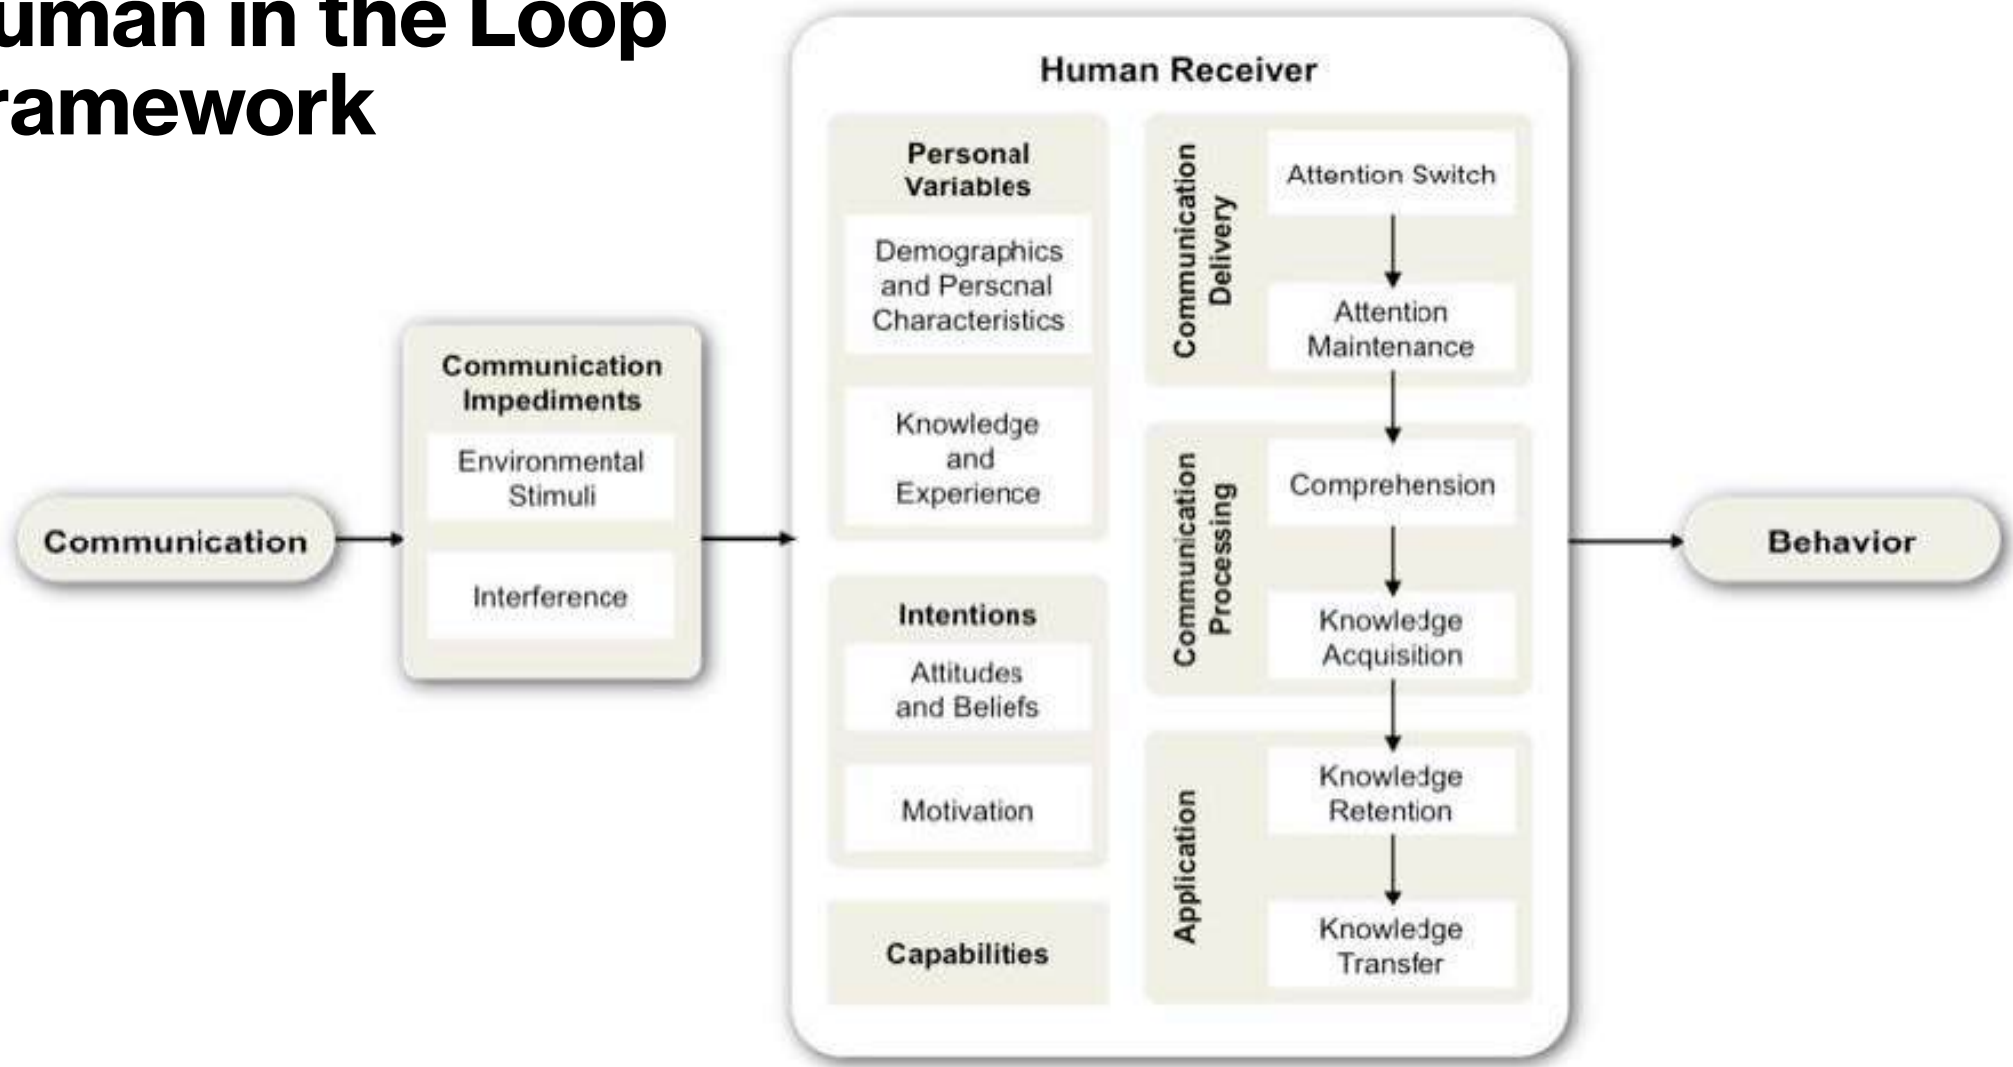 uman in the Loop
ramework
Human Receiver
Communication
Communication
Impediments
Environmental
Stimuli
Interference
Personal
Variables
Demographics
and Personal
Characteristics
Knowledge
and
Experience
Intentions
Attitudes
and Beliefs
Motivation
Capabilities
Communication
Delivery
Attention Switch
Attention
Maintenance
Communication
Processing
Comprehension
Knowledge
Acquisition
Application
Knowledge
Retention
Knowledge
Transfer
Behavior